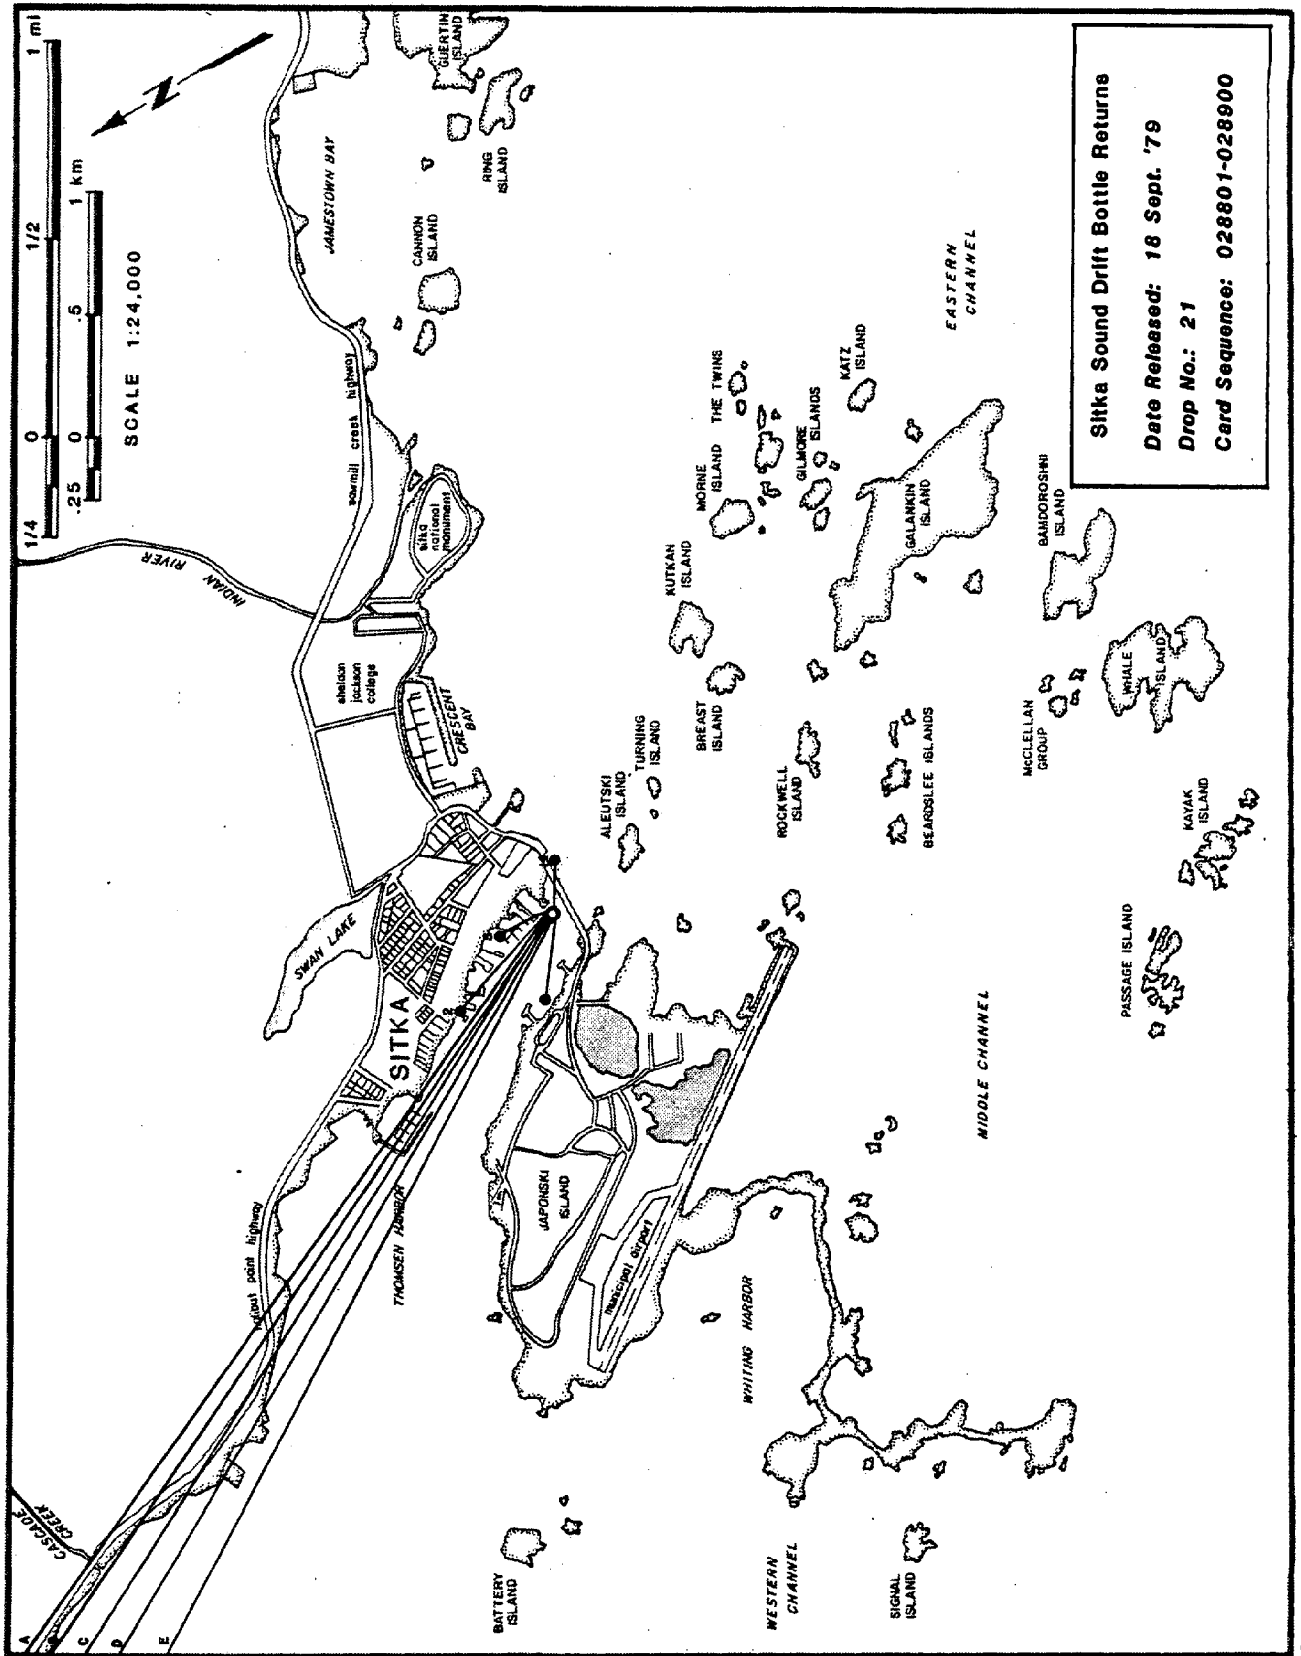 1/4
0
1/2
1 mi
.25
0
.5
1 km
SCALE 1:24,000
N
Sitka Sound Drift Bottle Returns
Date Released: 18 Sept. '79
Drop No.: 21
Card Sequence: 028801-028900
CASCADE
CREEK
halibut point highway
SWAN LAKE
SITKA
sheldon
jackson
college
INDIAN
RIVER
sawmill creek highway
sitka
national
monument
CRESCENT
BAY
JAMESTOWN BAY
CANNON
ISLAND
GUERTIN
ISLAND
RING
ISLAND
THOMSEN HARBOR
JAPONSKI
ISLAND
municipal airport
ALEUTSKI
ISLAND
TURNING
ISLAND
BREAST
ISLAND
KUTKAN
ISLAND
MORNE
ISLAND
THE TWINS
GILMORE
ISLANDS
KATZ
ISLAND
EASTERN
CHANNEL
GALANKIN
ISLAND
ROCKWELL
ISLAND
BEARDSLEE ISLANDS
BAMDOROSHNI
ISLAND
McCLELLAN
GROUP
WHALE
ISLAND
KAYAK
ISLAND
PASSAGE ISLAND
MIDDLE CHANNEL
WHITING HARBOR
BATTERY
ISLAND
WESTERN
CHANNEL
SIGNAL
ISLAND
A
C
D
E